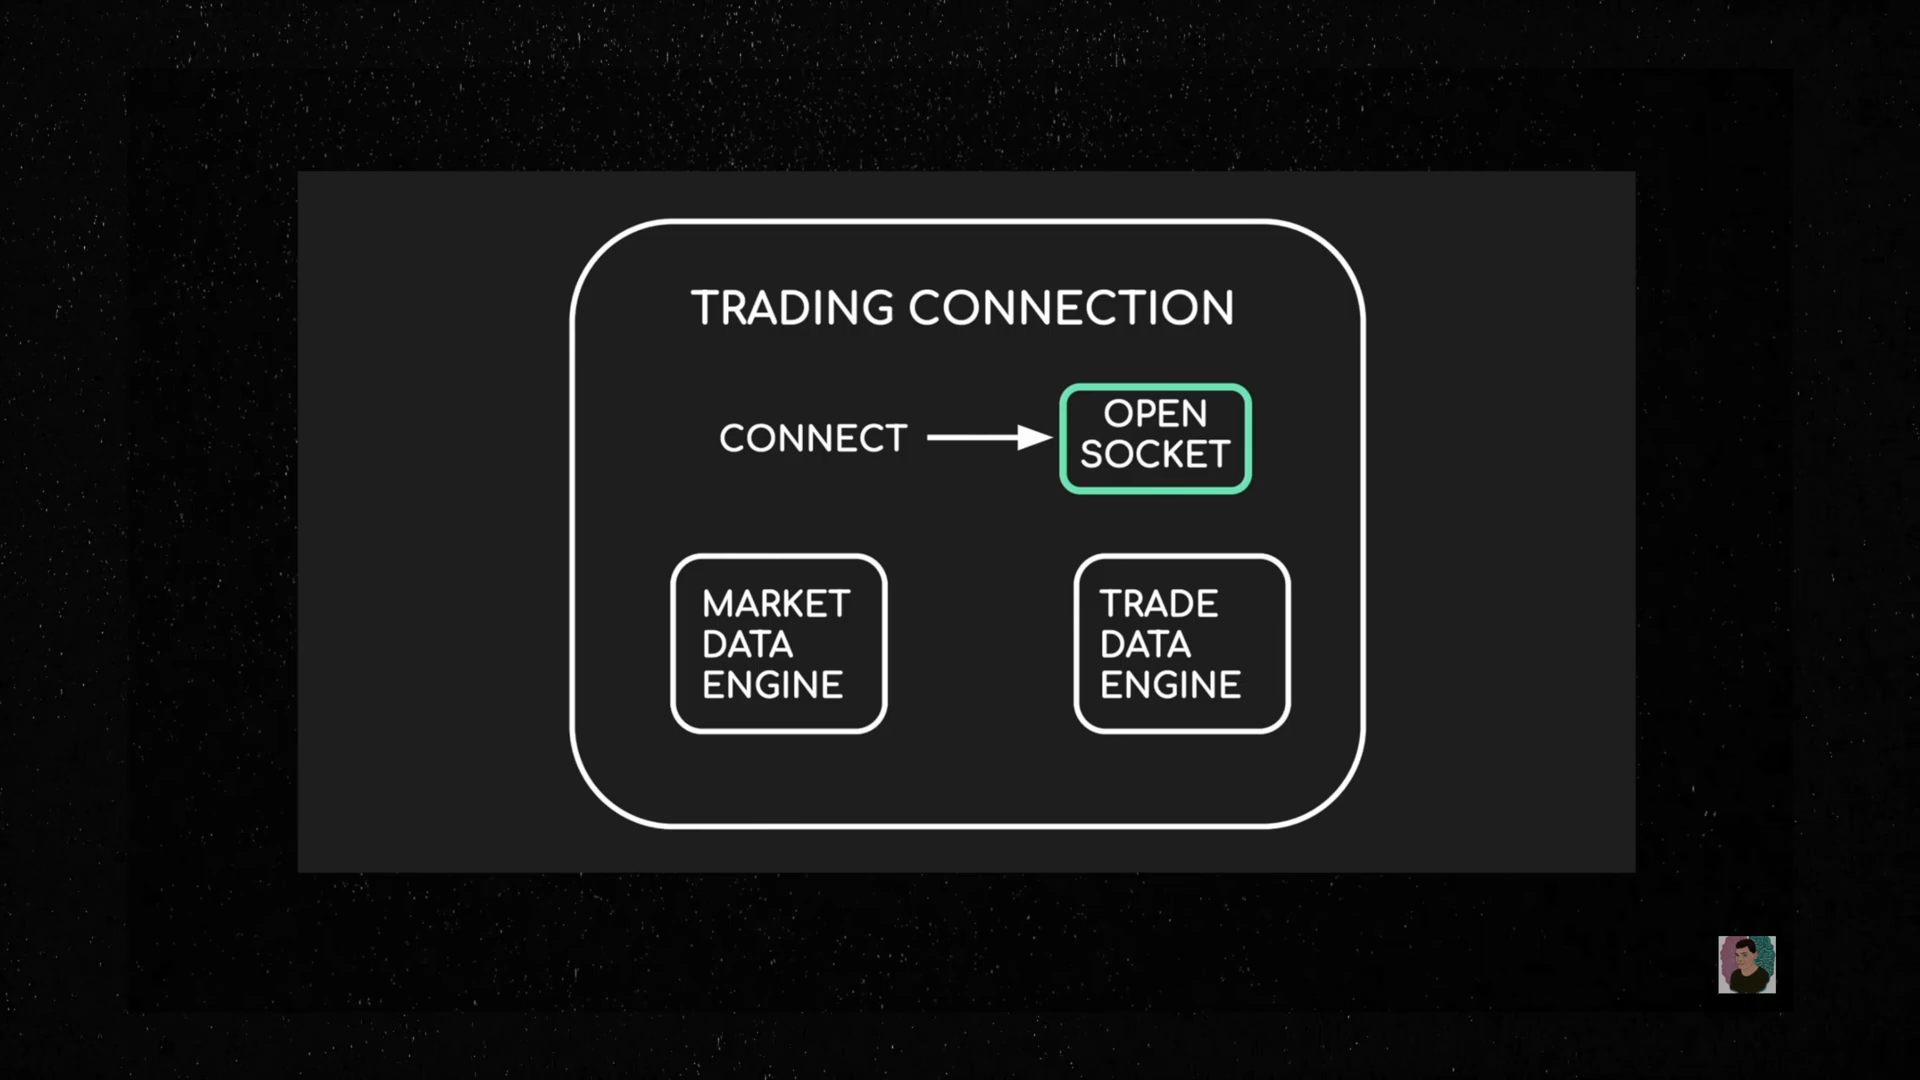 TRADING CONNECTION
CONNECT
OPEN
SOCKET
MARKET
DATA
ENGINE
TRADE
DATA
ENGINE